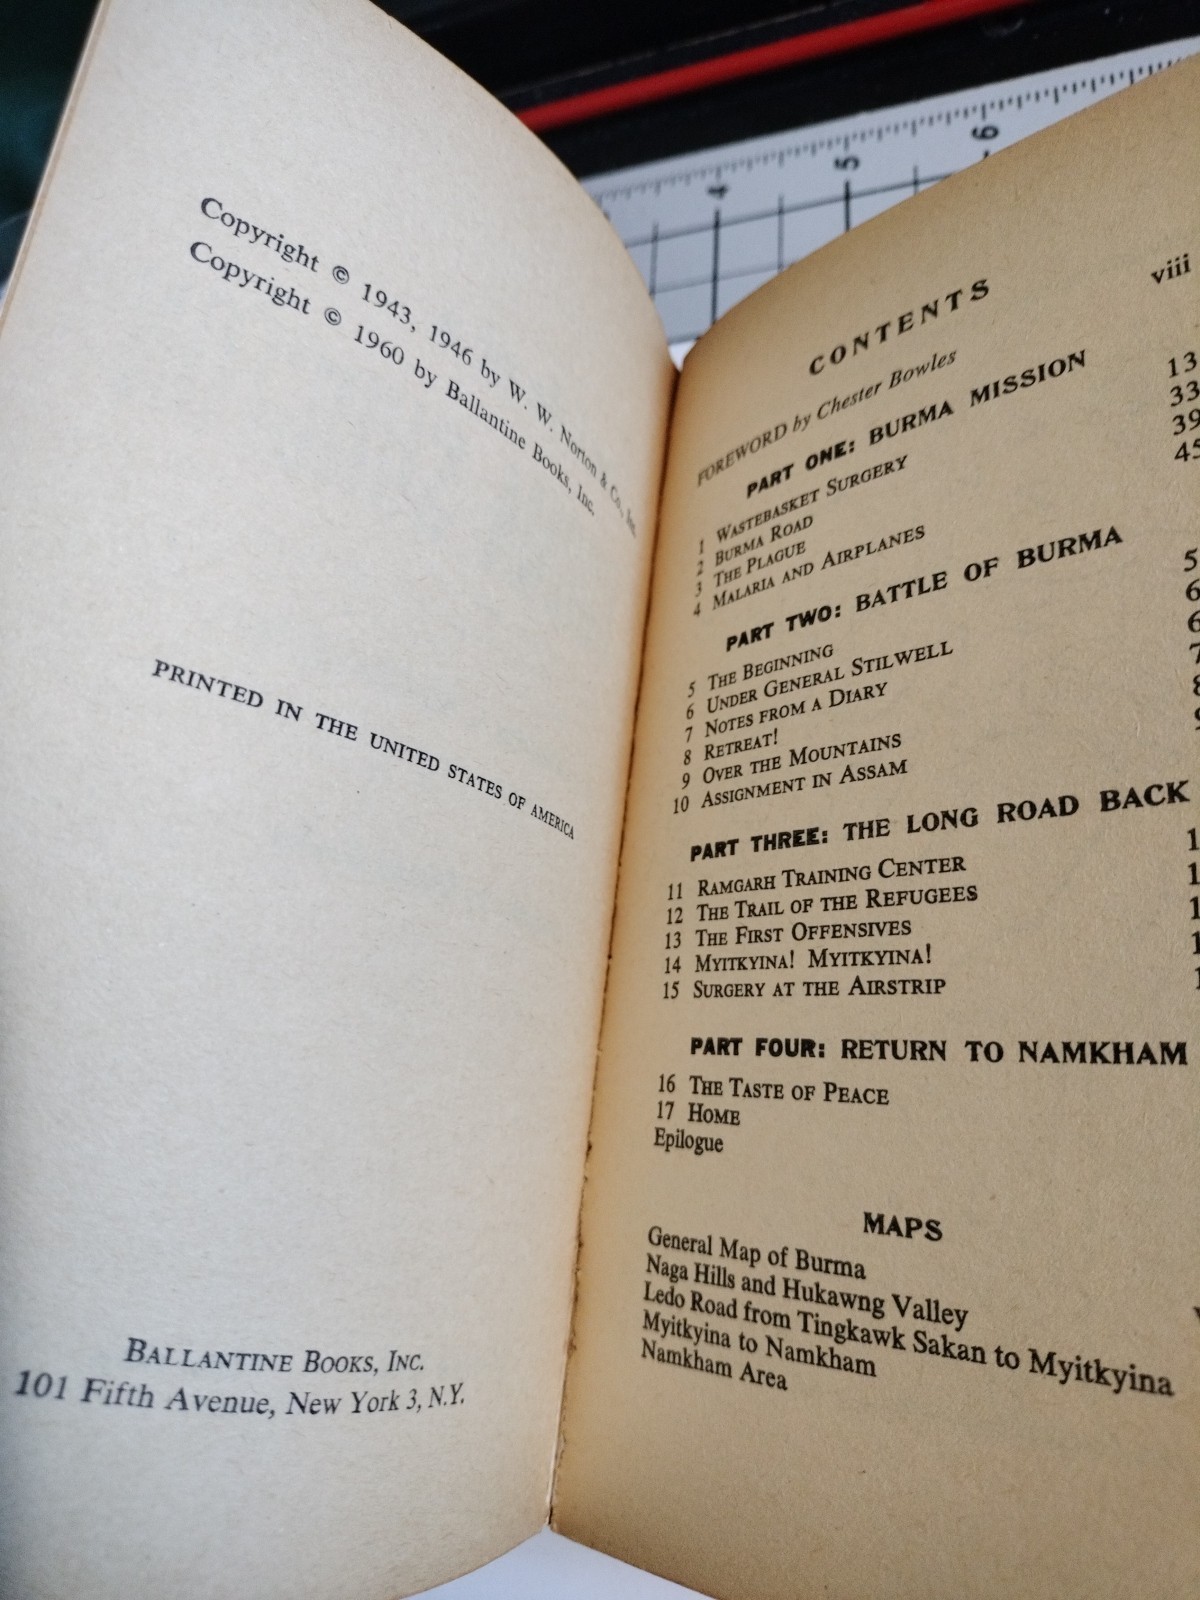 Copyright © 1943, 1946 by W. W. Norton & Co., Inc.
Copyright © 1960 by Ballantine Books, Inc.
PRINTED IN THE UNITED STATES OF AMERICA
BALLANTINE BOOKS, INC.
101 Fifth Avenue, New York 3, N.Y.
4 5 6
CONTENTS
FOREWORD by Chester Bowles viii
PART ONE: BURMA MISSION
1 WASTEBASKET SURGERY 13
2 BURMA ROAD 33
3 THE PLAGUE 39
4 MALARIA AND AIRPLANES 45
PART TWO: BATTLE OF BURMA
5 THE BEGINNING
6 UNDER GENERAL STILWELL
7 NOTES FROM A DIARY
8 RETREAT!
9 OVER THE MOUNTAINS
10 ASSIGNMENT IN ASSAM
PART THREE: THE LONG ROAD BACK
11 RAMGARH TRAINING CENTER
12 THE TRAIL OF THE REFUGEES
13 THE FIRST OFFENSIVES
14 MYITKYINA! MYITKYINA!
15 SURGERY AT THE AIRSTRIP
PART FOUR: RETURN TO NAMKHAM
16 THE TASTE OF PEACE
17 HOME
Epilogue
MAPS
General Map of Burma
Naga Hills and Hukawng Valley
Ledo Road from Tingkawk Sakan to Myitkyina
Myitkyina to Namkham
Namkham Area